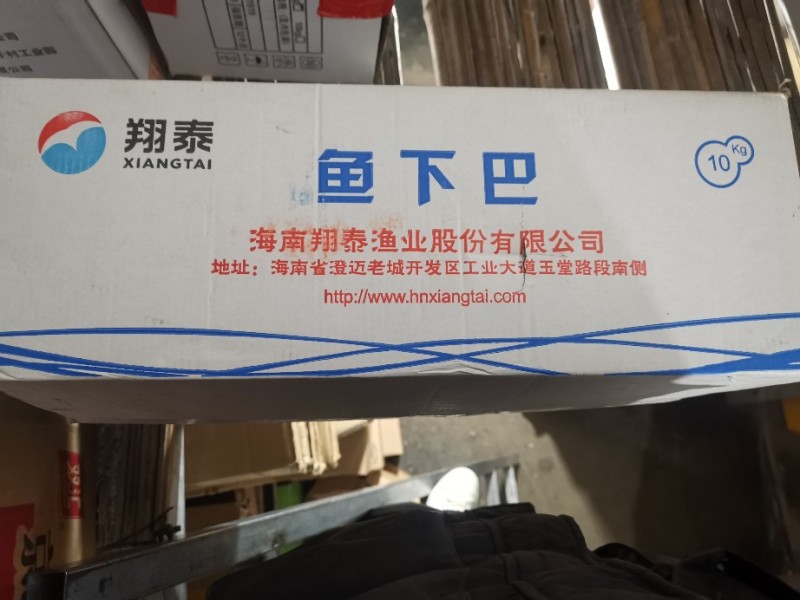 翔泰
XIANGTAI
鱼下巴
10Kg
海南翔泰渔业股份有限公司
地址：海南省澄迈老城开发区工业大道玉堂路段南侧
http://www.hnxiangtai.com